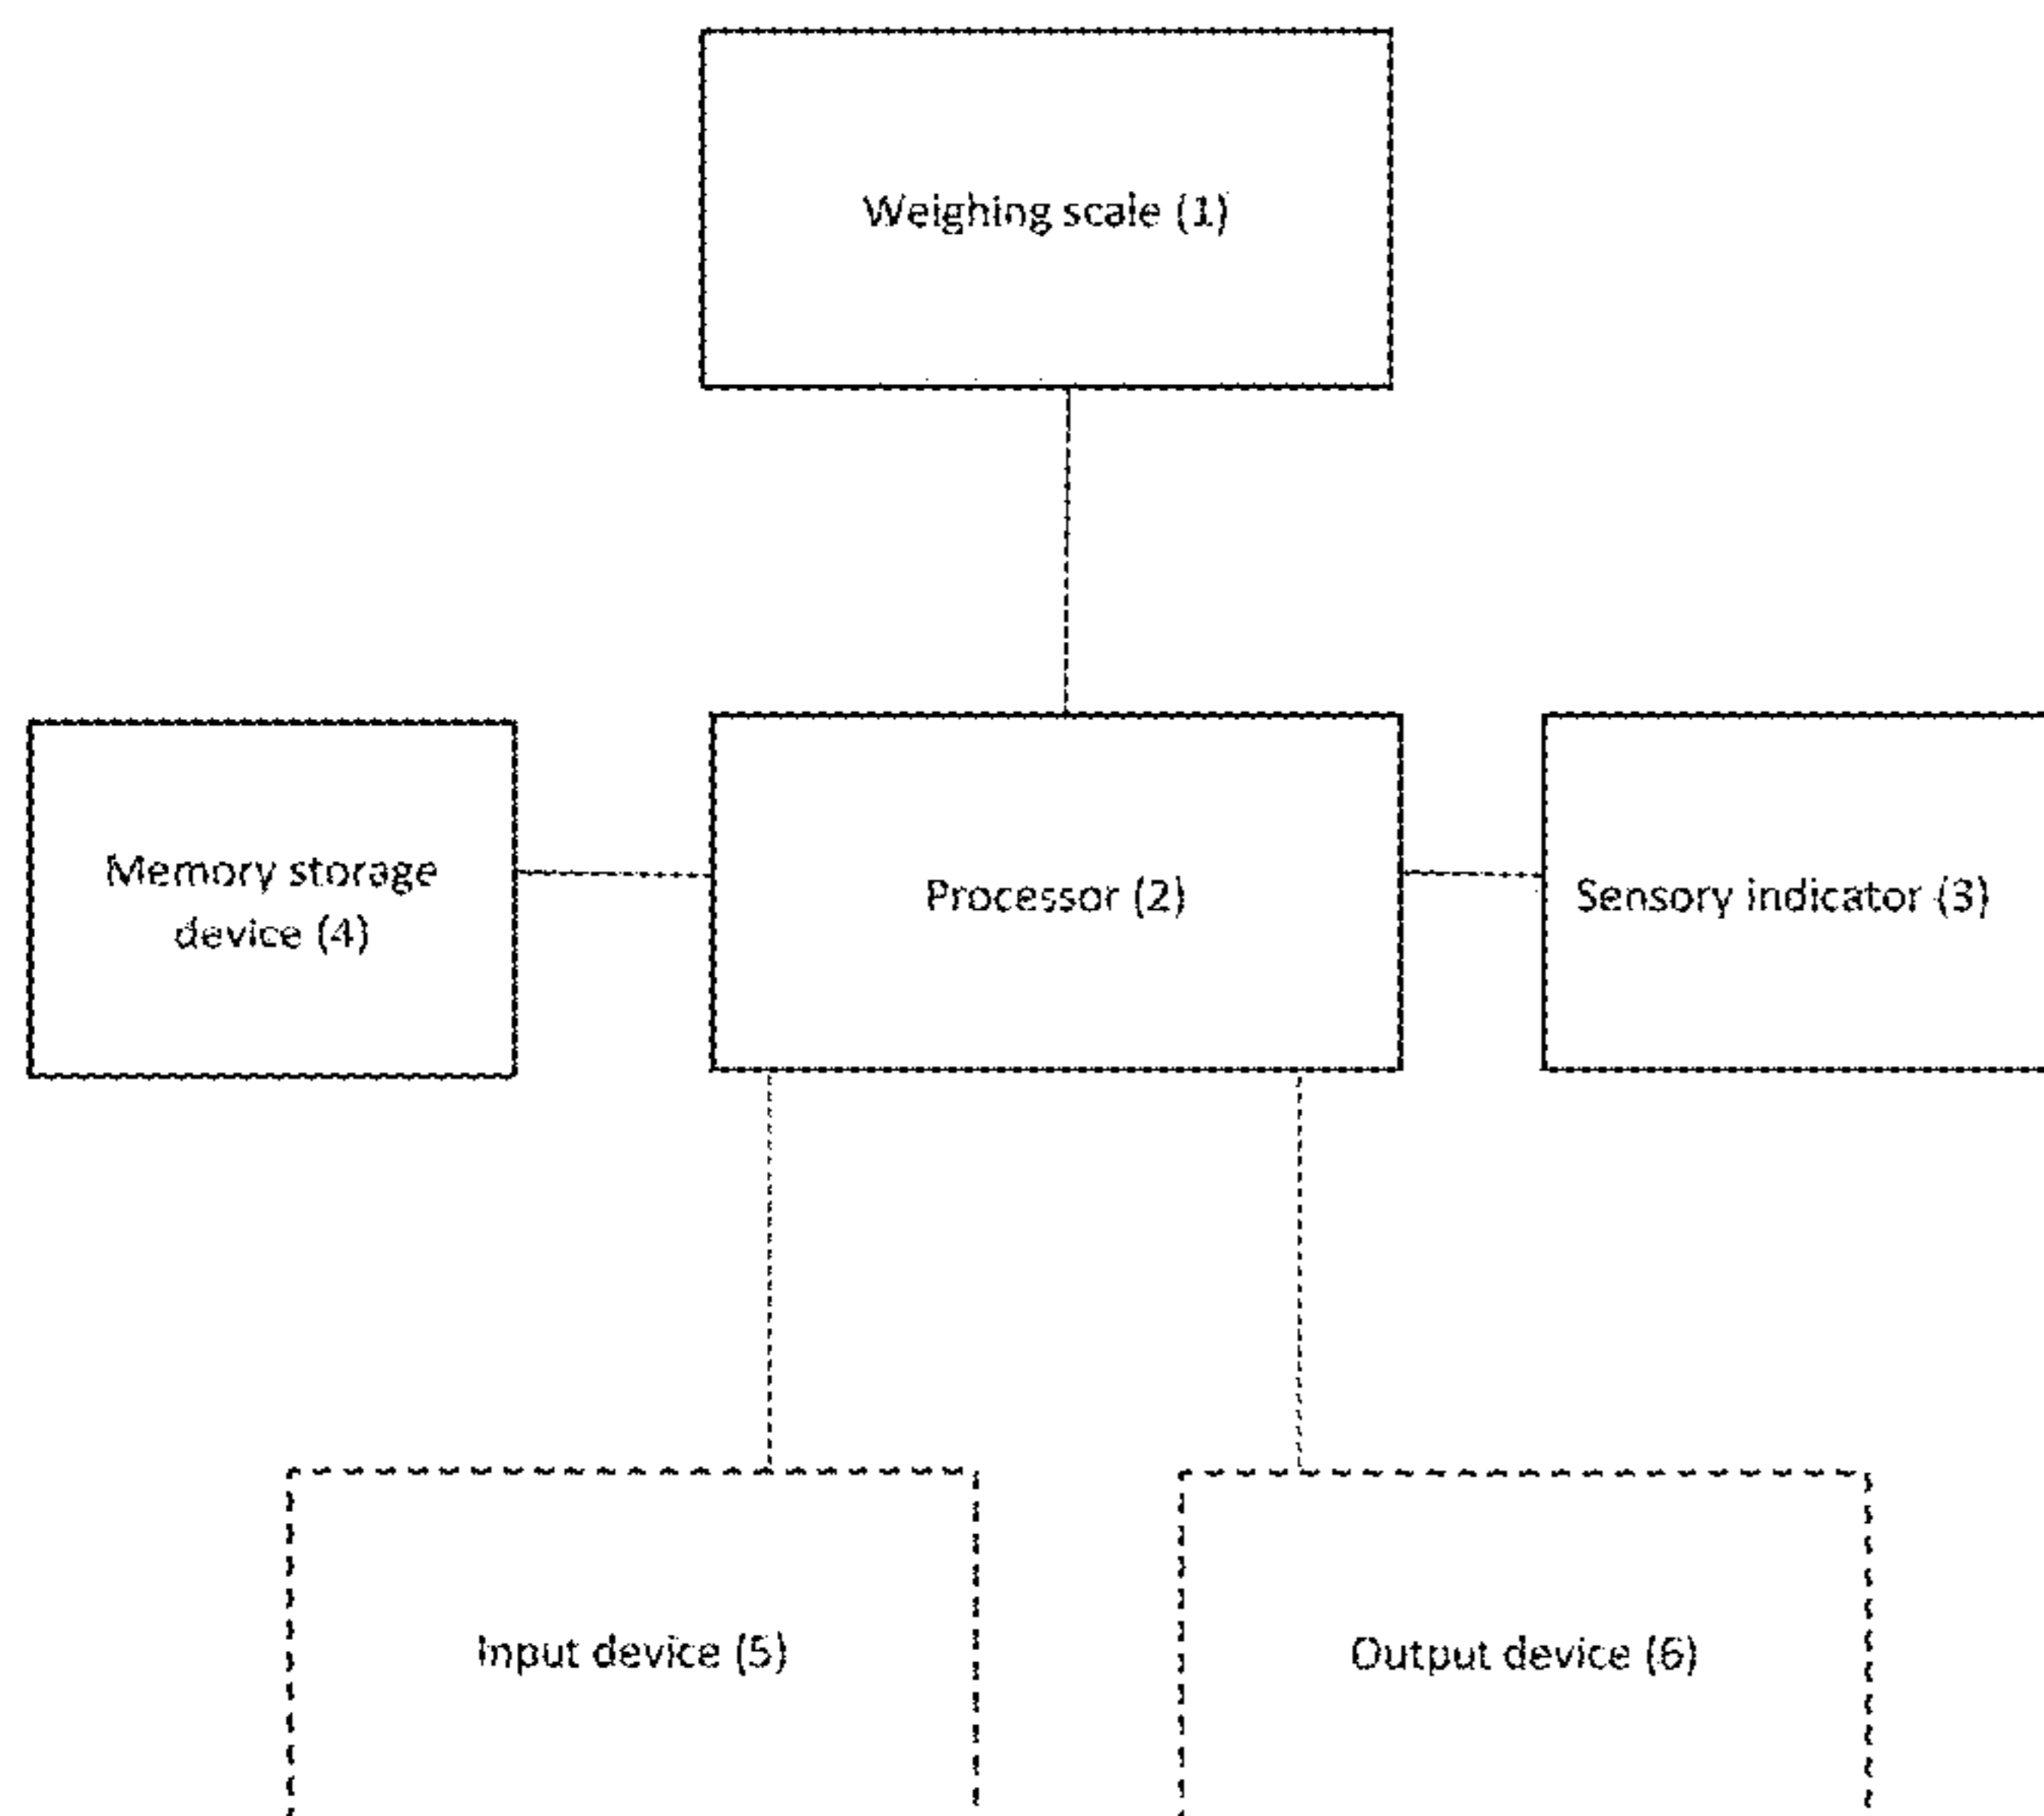 Weighing scale (1)
Memory storage
device (4)
Processor (2)
Sensory indicator (3)
Input device (5)
Output device (6)